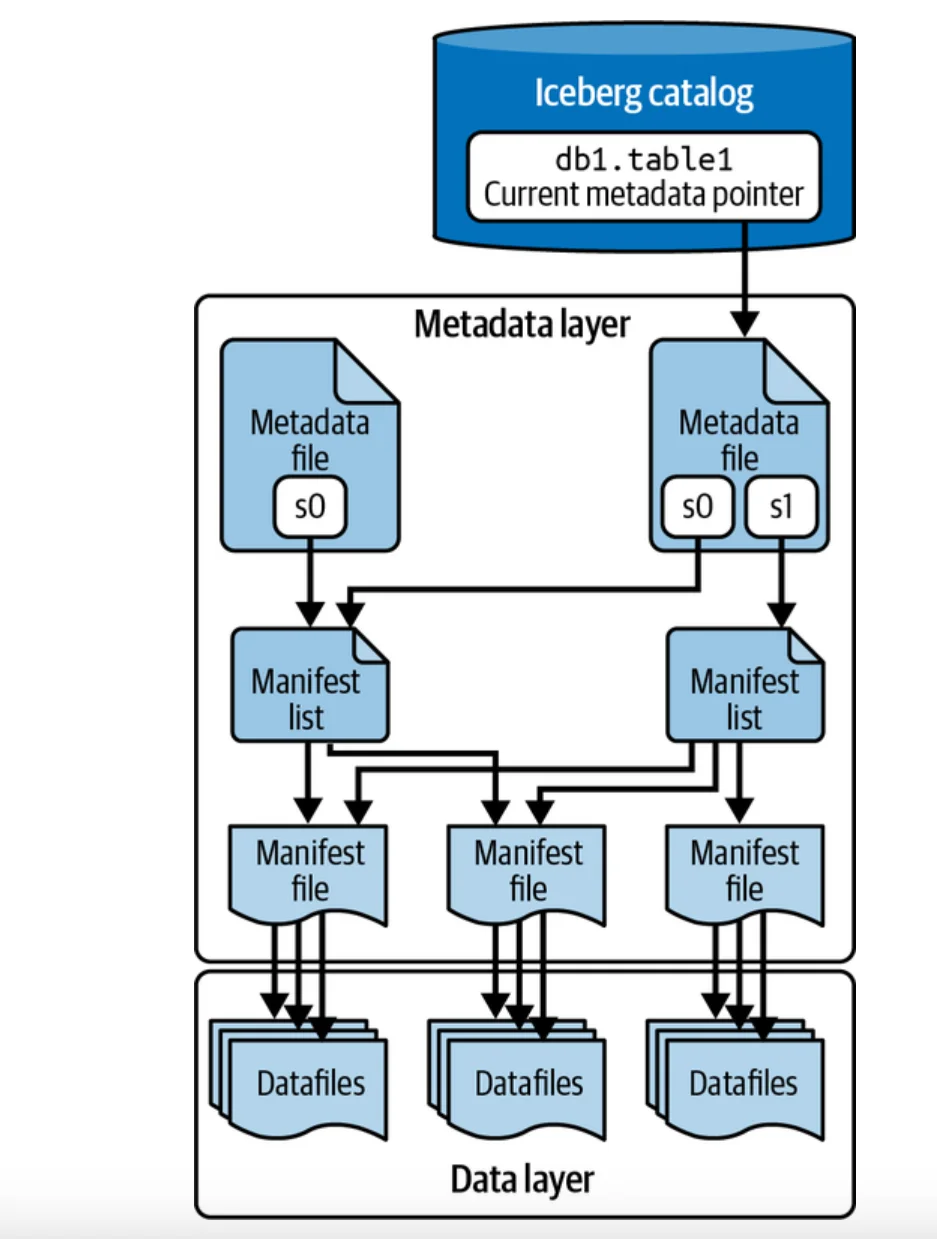 Iceberg catalog
db1.table1
Current metadata pointer
Metadata layer
Metadata
file
s0
Metadata
file
s0
s1
Manifest
list
Manifest
list
Manifest
file
Manifest
file
Manifest
file
Datafiles
Datafiles
Datafiles
Data layer